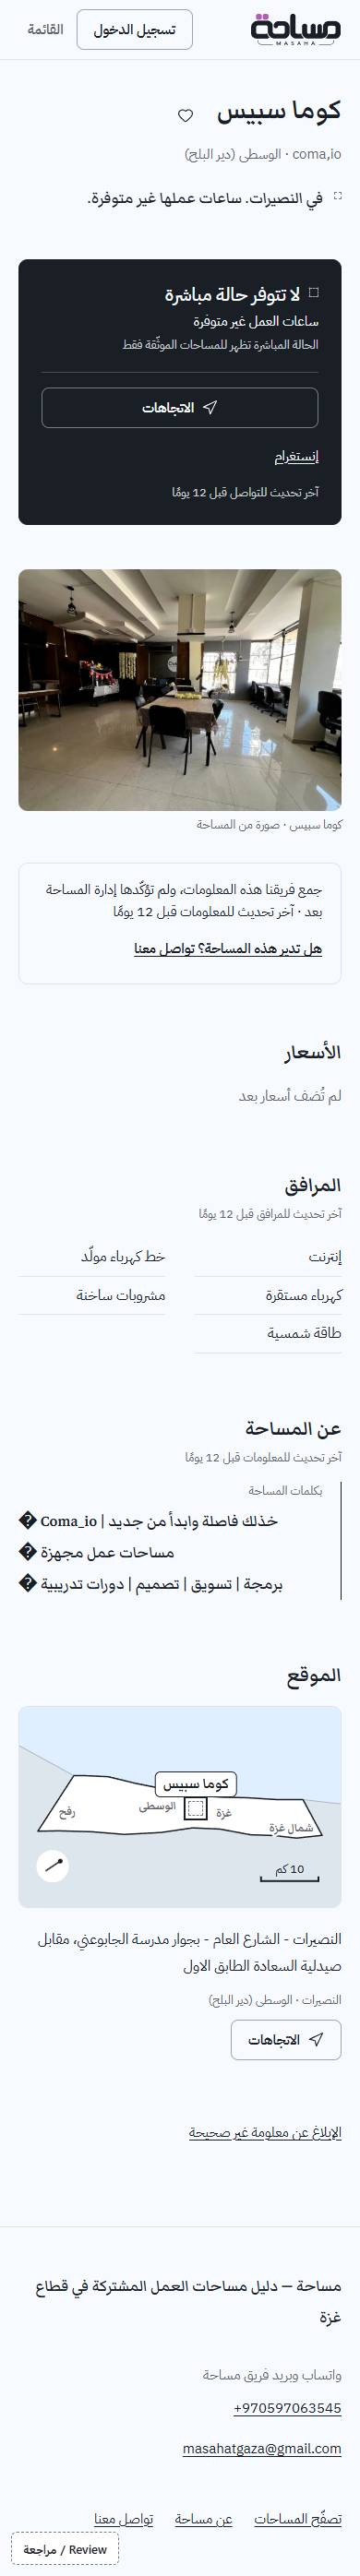 مساحة
MASAHA
تسجيل الدخول
القائمة
كوما سبيس
coma,io · الوسطى (دير البلح)
في النصيرات. ساعات عملها غير متوفرة.
لا تتوفر حالة مباشرة
ساعات العمل غير متوفرة
الحالة المباشرة تظهر للمساحات الموثّقة فقط
الاتجاهات
إنستغرام
آخر تحديث للتواصل قبل 12 يومًا
كوما سبيس · صورة من المساحة
جمع فريقنا هذه المعلومات، ولم تؤكّدها إدارة المساحة
بعد · آخر تحديث للمعلومات قبل 12 يومًا
هل تدير هذه المساحة؟ تواصل معنا
الأسعار
لم تُضف أسعار بعد
المرافق
آخر تحديث للمرافق قبل 12 يومًا
إنترنت
خط كهرباء مولّد
كهرباء مستقرة
مشروبات ساخنة
طاقة شمسية
عن المساحة
آخر تحديث للمعلومات قبل 12 يومًا
بكلمات المساحة
خذلك فاصلة وابدأ من جديد | Coma_io �
مساحات عمل مجهزة �
برمجة | تسويق | تصميم | دورات تدريبية �
الموقع
كوما سبيس
رفح
الوسطى
غزة
شمال غزة
10 كم
النصيرات - الشارع العام - بجوار مدرسة الجابوعني، مقابل
صيدلية السعادة الطابق الاول
النصيرات · الوسطى (دير البلح)
الاتجاهات
الإبلاغ عن معلومة غير صحيحة
مساحة — دليل مساحات العمل المشتركة في قطاع
غزة
واتساب وبريد فريق مساحة
+970597063545
masahatgaza@gmail.com
تصفّح المساحات
عن مساحة
تواصل معنا
Review / مراجعة